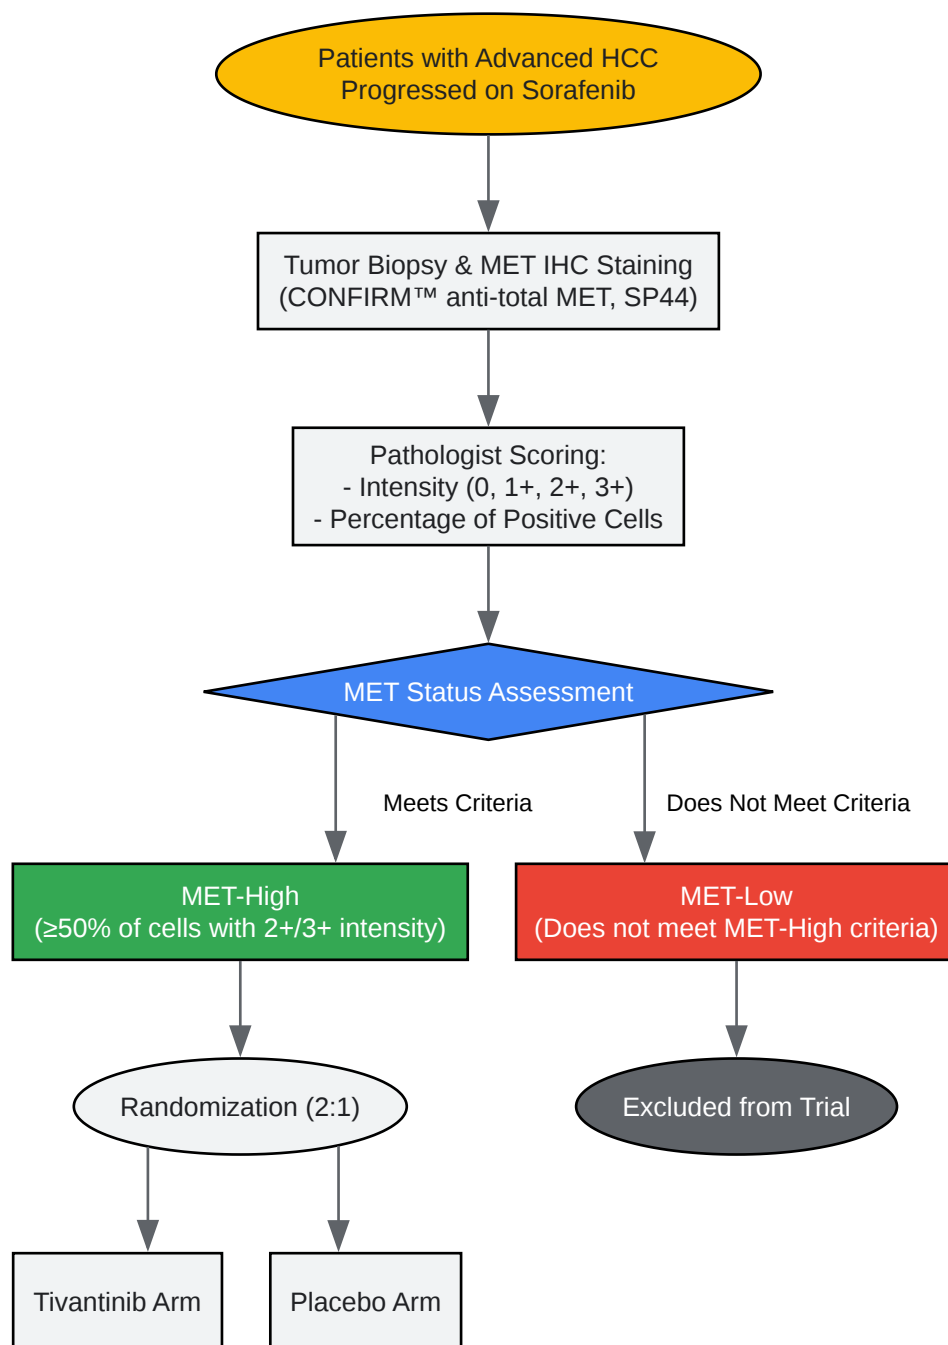 Patients with Advanced HCC
Progressed on Sorafenib
Tumor Biopsy & MET IHC Staining
(CONFIRM™ anti-total MET, SP44)
Pathologist Scoring:
- Intensity (0, 1+, 2+, 3+)
- Percentage of Positive Cells
MET Status Assessment
Meets Criteria
Does Not Meet Criteria
MET-High
(≥50% of cells with 2+/3+ intensity)
MET-Low
(Does not meet MET-High criteria)
Randomization (2:1)
Excluded from Trial
Tivantinib Arm
Placebo Arm